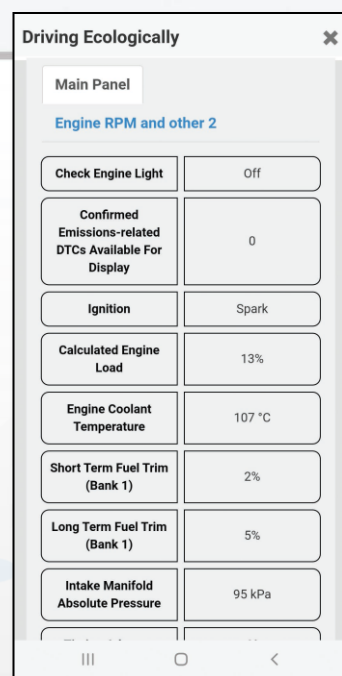 Driving Ecologically
Main Panel
Engine RPM and other 2
Check Engine Light
Off
Confirmed
Emissions-related
DTCs Available For
Display
0
Ignition
Spark
Calculated Engine
Load
13%
Engine Coolant
Temperature
107 °C
Short Term Fuel Trim
(Bank 1)
2%
Long Term Fuel Trim
(Bank 1)
5%
Intake Manifold
Absolute Pressure
95 kPa